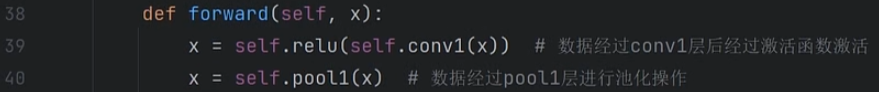 38 def forward(self, x):
39 x = self.relu(self.conv1(x)) # 数据经过conv1层后经过激活函数激活
40 x = self.pool1(x) # 数据经过pool1层进行池化操作